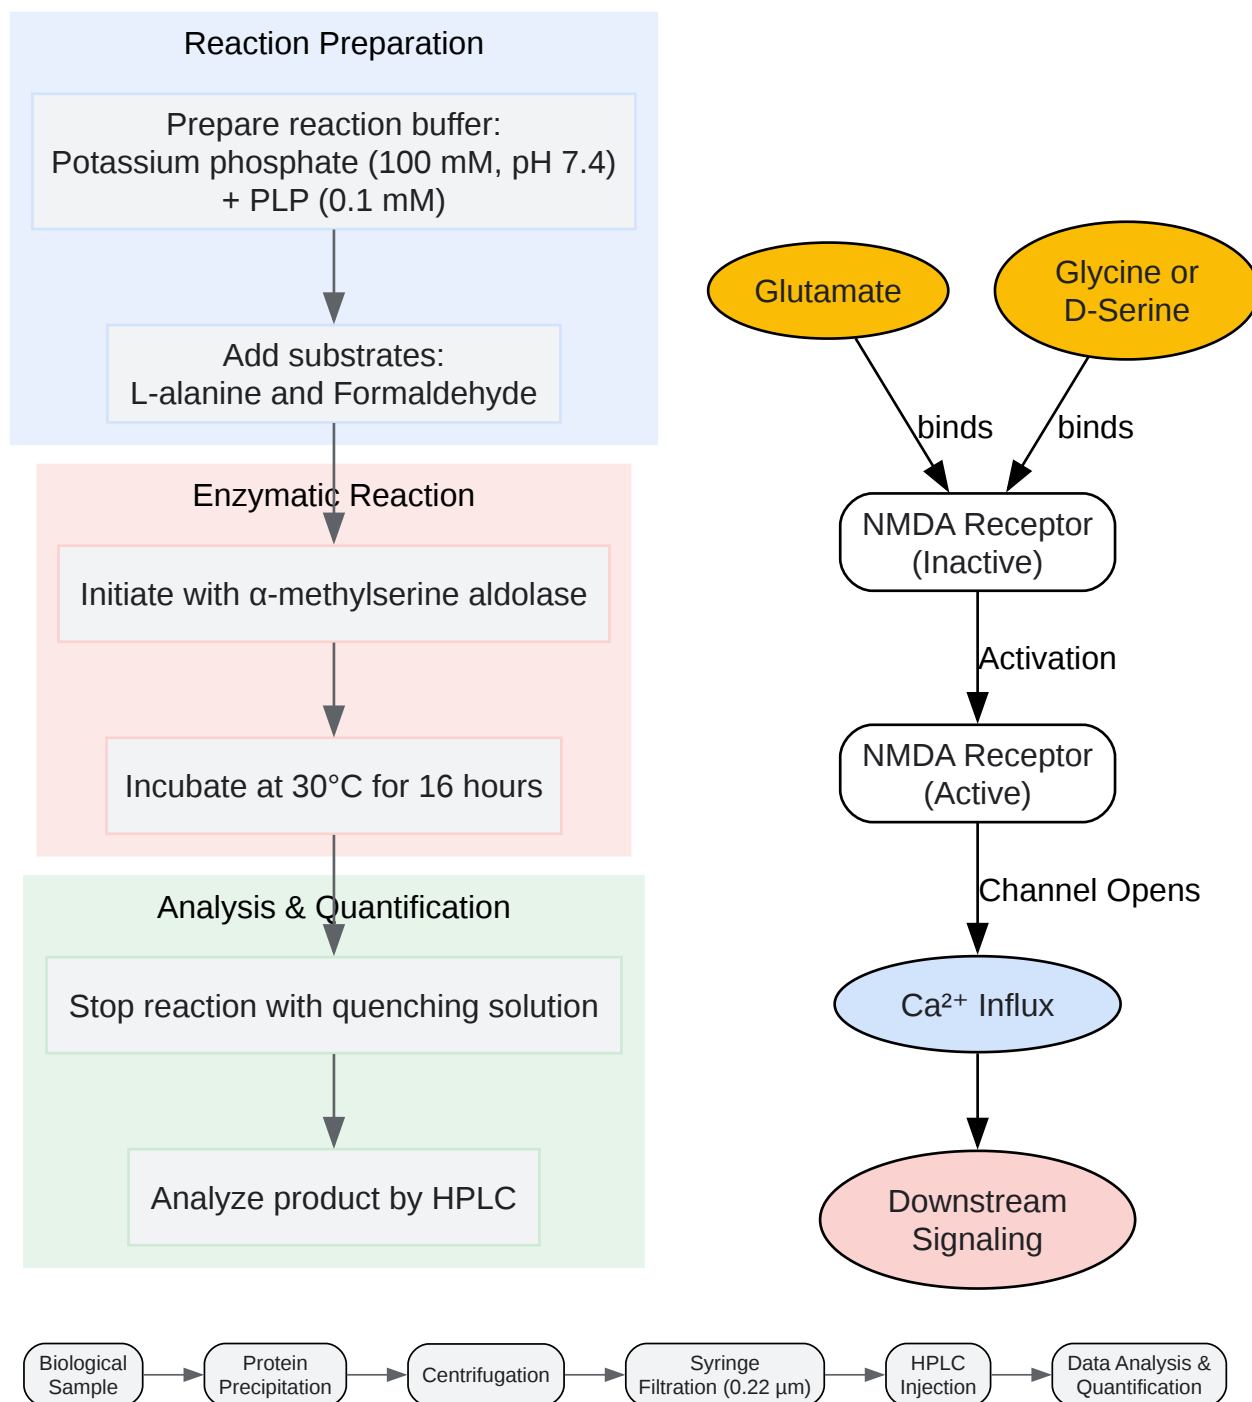 Reaction Preparation
Prepare reaction buffer:
Potassium phosphate (100 mM, pH 7.4)
+ PLP (0.1 mM)
Add substrates:
L-alanine and Formaldehyde
Enzymatic Reaction
Initiate with α-methylserine aldolase
Incubate at 30°C for 16 hours
Analysis & Quantification
Stop reaction with quenching solution
Analyze product by HPLC
Glutamate
Glycine or
D-Serine
binds
binds
NMDA Receptor
(Inactive)
Activation
NMDA Receptor
(Active)
Channel Opens
Ca²⁺ Influx
Downstream
Signaling
Biological
Sample
Protein
Precipitation
Centrifugation
Syringe
Filtration (0.22 µm)
HPLC
Injection
Data Analysis &
Quantification